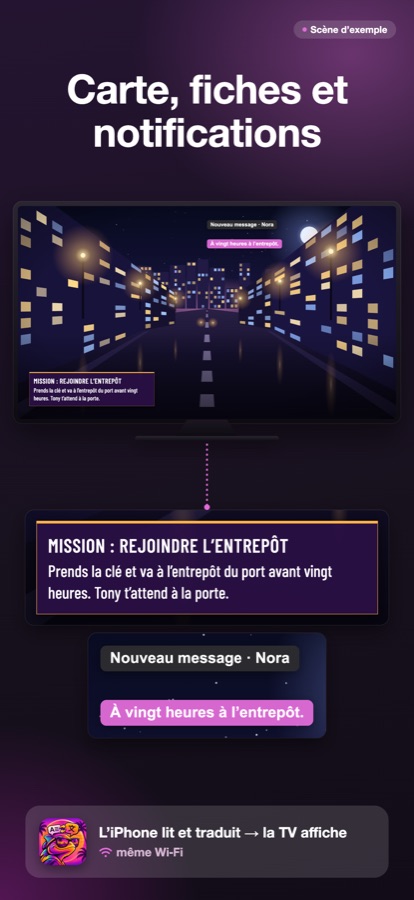 Scène d'exemple
Carte, fiches et
notifications
Nouveau message · Nora
À vingt heures à l'entrepôt.
MISSION : REJOINDRE L'ENTREPÔT
Prends la clé et va à l'entrepôt du port avant vingt
heures. Tony t'attend à la porte.
MISSION : REJOINDRE L'ENTREPÔT
Prends la clé et va à l'entrepôt du port avant vingt
heures. Tony t'attend à la porte.
Nouveau message · Nora
À vingt heures à l'entrepôt.
L'iPhone lit et traduit → la TV affiche
même Wi-Fi